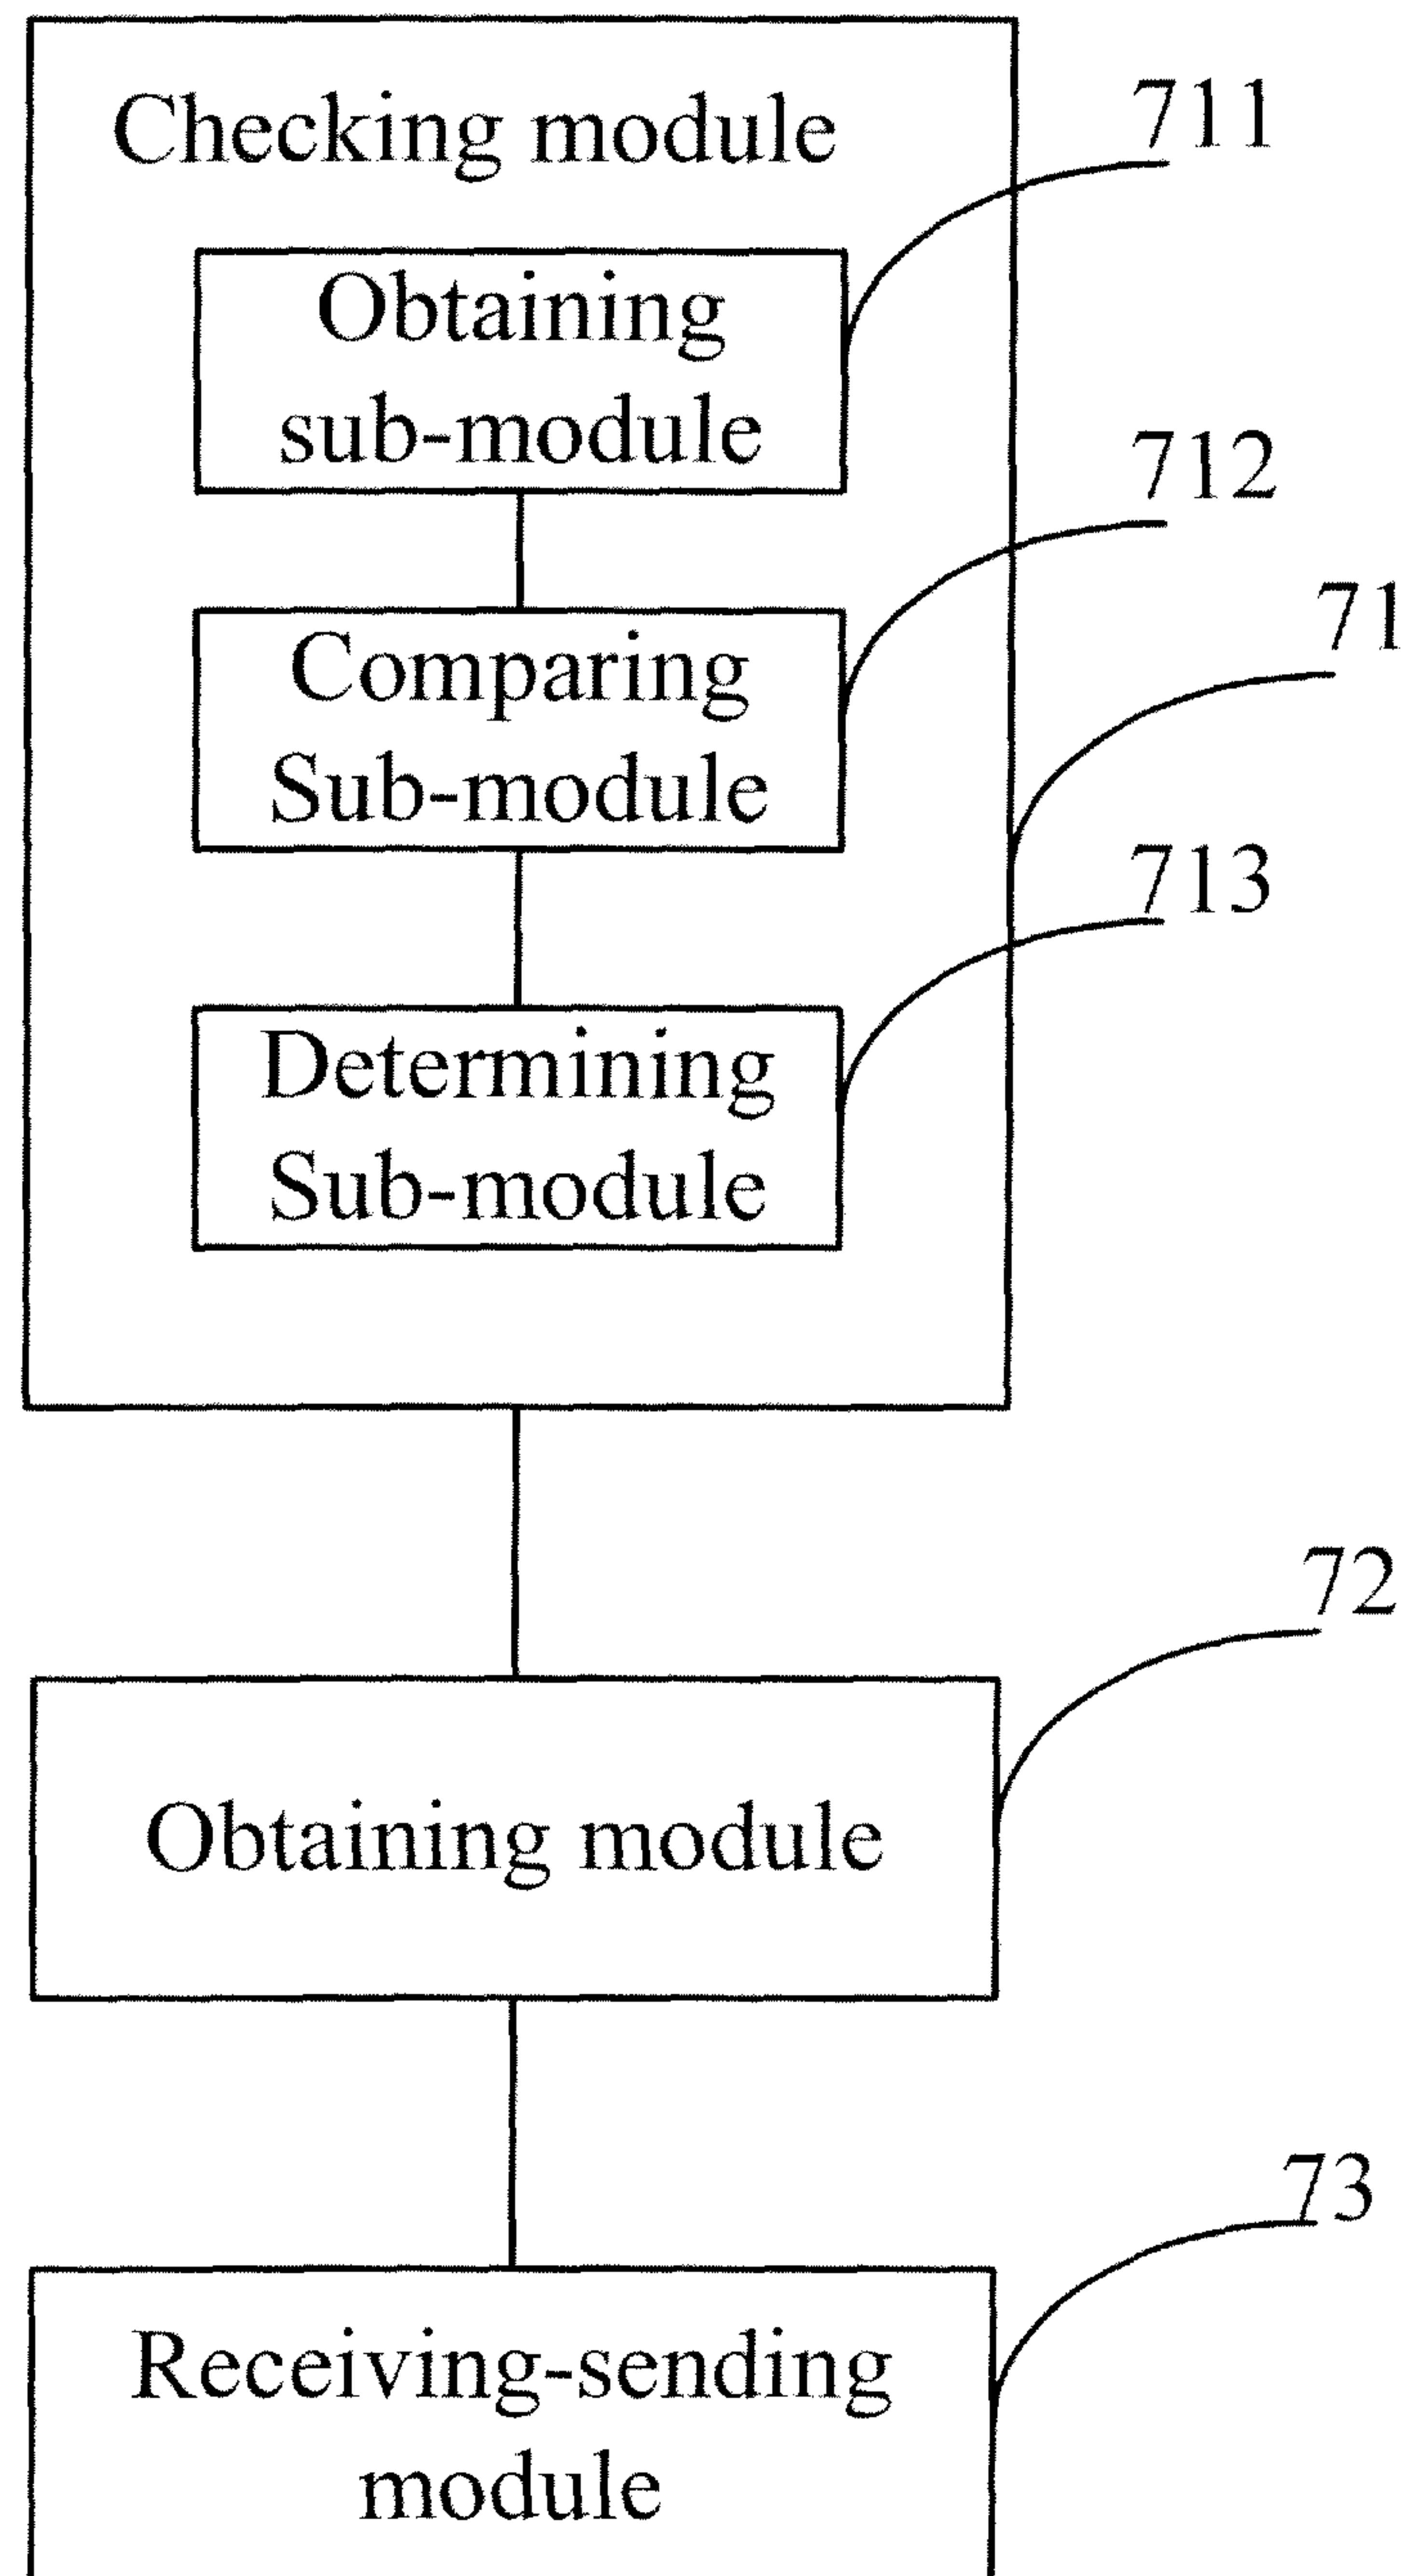 Checking module
711
Obtaining
sub-module
712
Comparing
Sub-module
71
713
Determining
Sub-module
72
Obtaining module
73
Receiving-sending
module